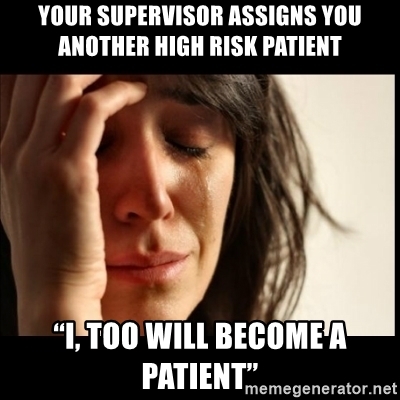 YOUR SUPERVISOR ASSIGNS YOU
ANOTHER HIGH RISK PATIENT
“I, TOO WILL BECOME A
PATIENT”
memegenerator.net